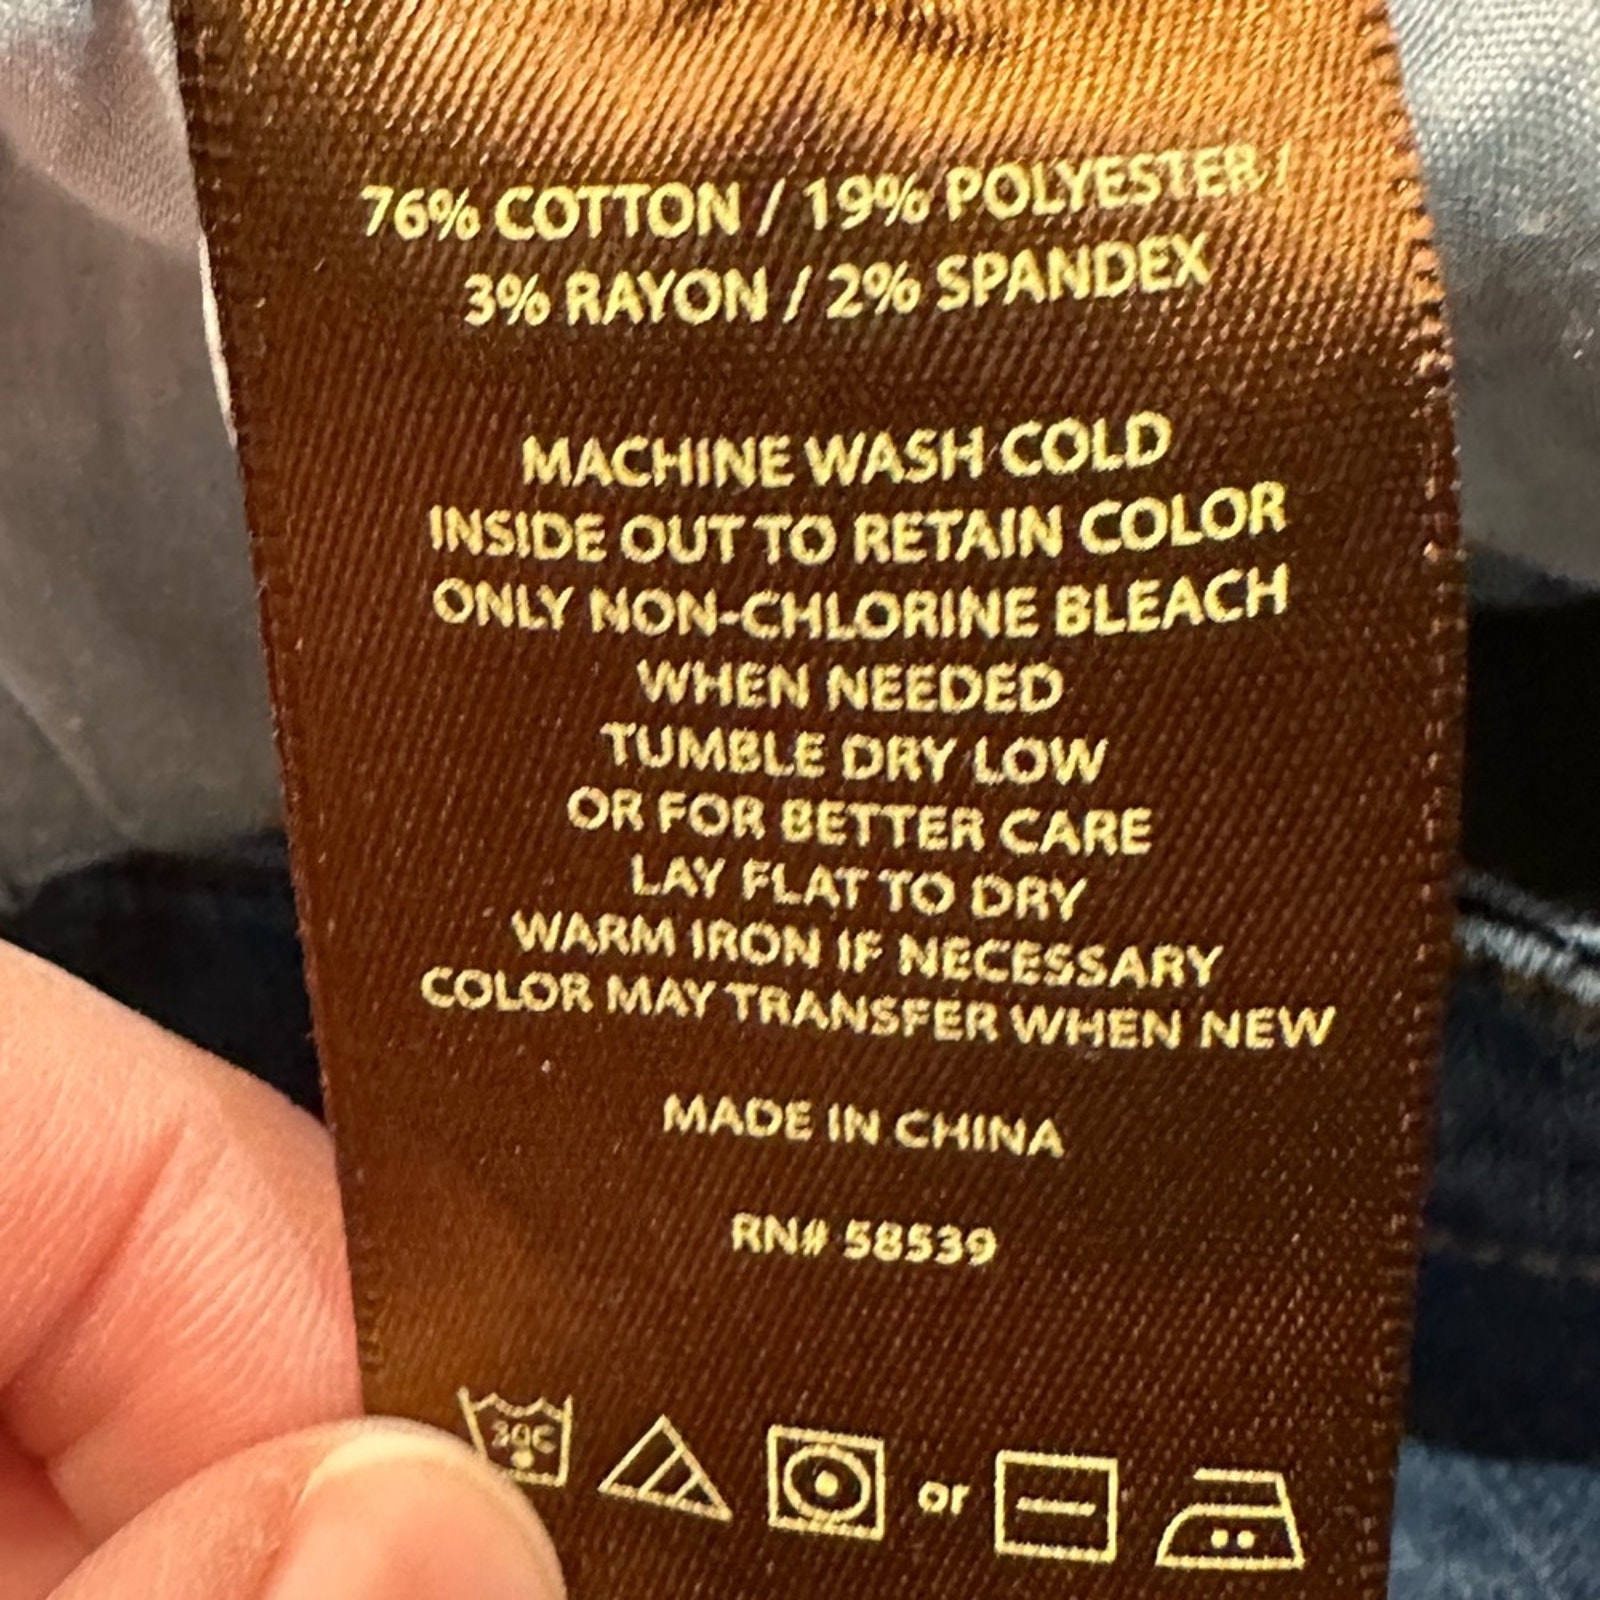 76% COTTON / 19% POLYESTER /
3% RAYON / 2% SPANDEX
MACHINE WASH COLD
INSIDE OUT TO RETAIN COLOR
ONLY NON-CHLORINE BLEACH
WHEN NEEDED
TUMBLE DRY LOW
OR FOR BETTER CARE
LAY FLAT TO DRY
WARM IRON IF NECESSARY
COLOR MAY TRANSFER WHEN NEW
MADE IN CHINA
RN# 58539
30C or